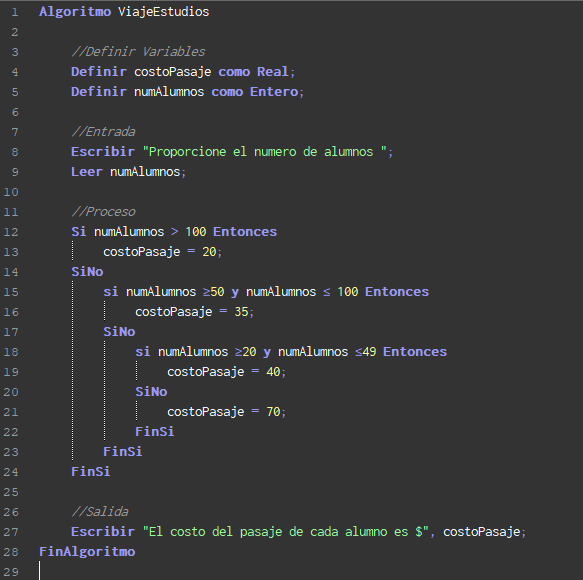 1 Algoritmo ViajeEstudios
2
3 //Definir Variables
4 Definir costoPasaje como Real;
5 Definir numAlumnos como Entero;
6
7 //Entrada
8 Escribir "Proporcione el numero de alumnos ";
9 Leer numAlumnos;
10
11 //Proceso
12 Si numAlumnos > 100 Entonces
13 costoPasaje = 20;
14 SiNo
15 si numAlumnos ≥50 y numAlumnos ≤ 100 Entonces
16 costoPasaje = 35;
17 SiNo
18 si numAlumnos ≥20 y numAlumnos ≤49 Entonces
19 costoPasaje = 40;
20 SiNo
21 costoPasaje = 70;
22 FinSi
23 FinSi
24 FinSi
25
26 //Salida
27 Escribir "El costo del pasaje de cada alumno es $", costoPasaje;
28 FinAlgoritmo
29